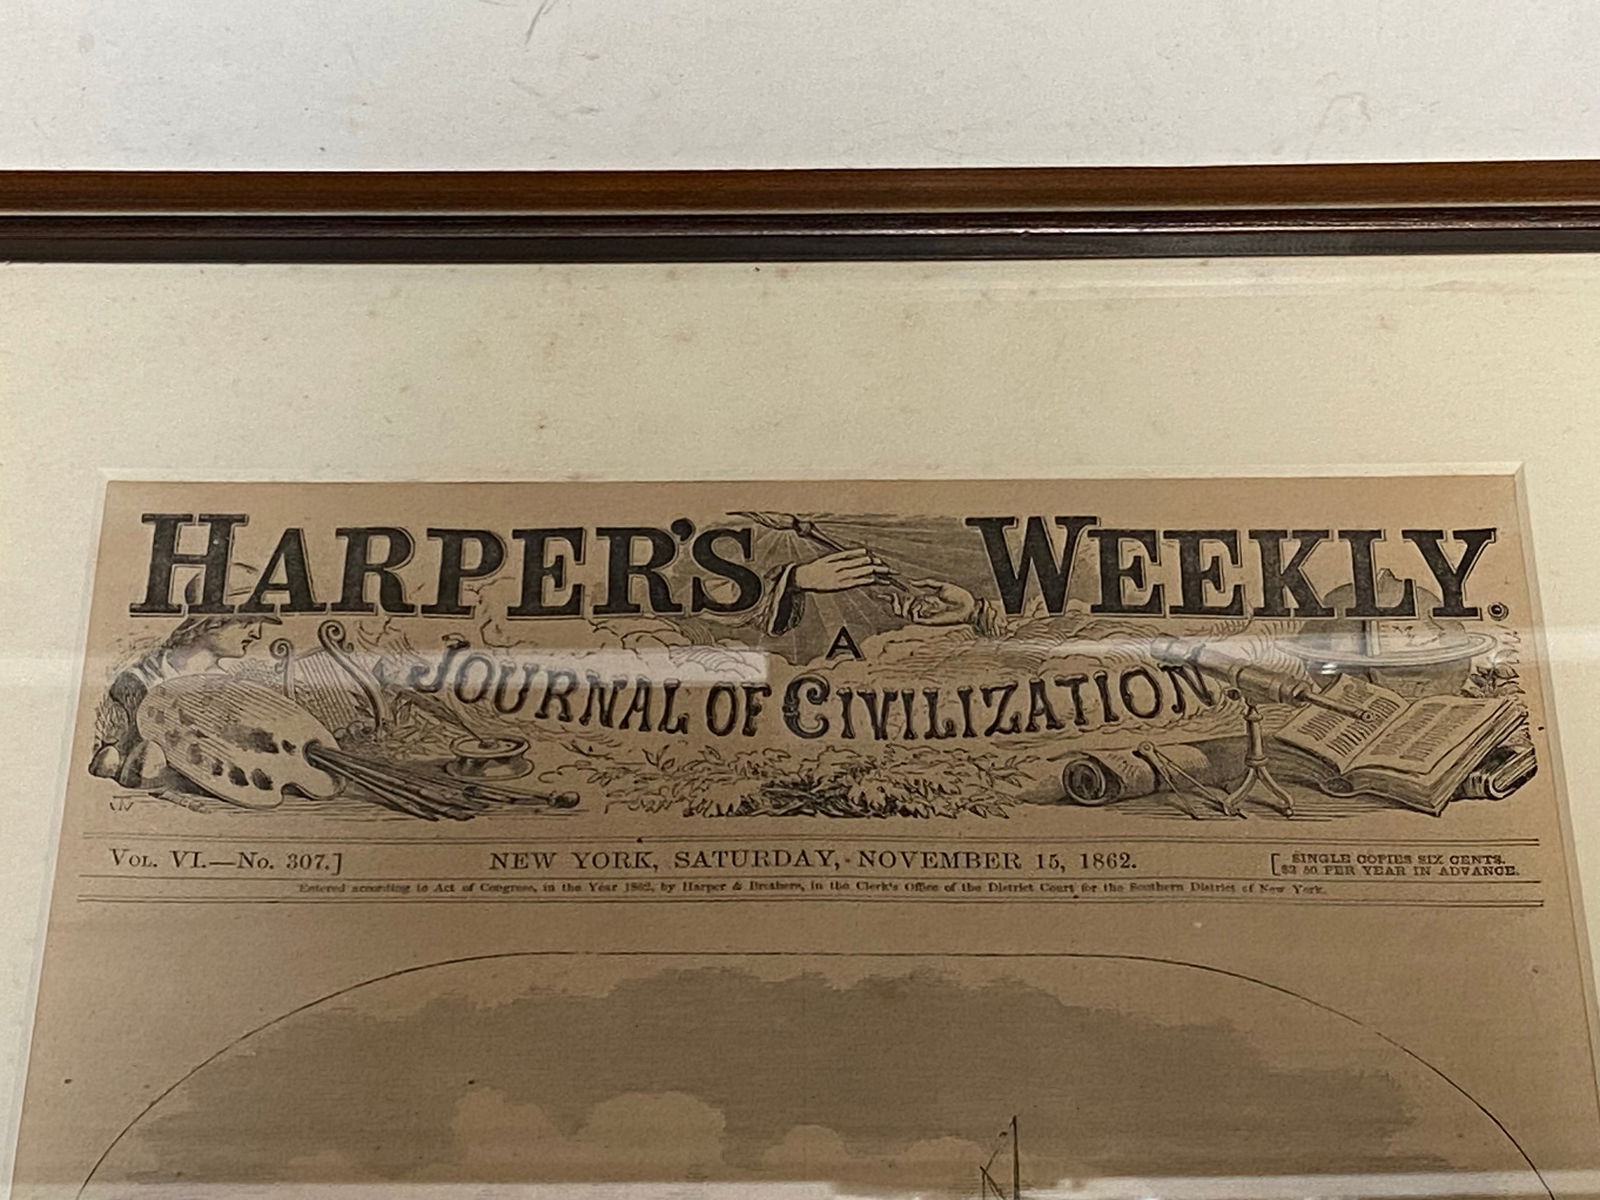 HARPER'S WEEKLY.
A
JOURNAL OF CIVILIZATION
VOL. VI.—No. 307.]
NEW YORK, SATURDAY, NOVEMBER 15, 1862.
[SINGLE COPIES SIX CENTS.
$2 50 PER YEAR IN ADVANCE.
Entered according to Act of Congress, in the Year 1862, by Harper & Brothers, in the Clerk's Office of the District Court for the Southern District of New York.